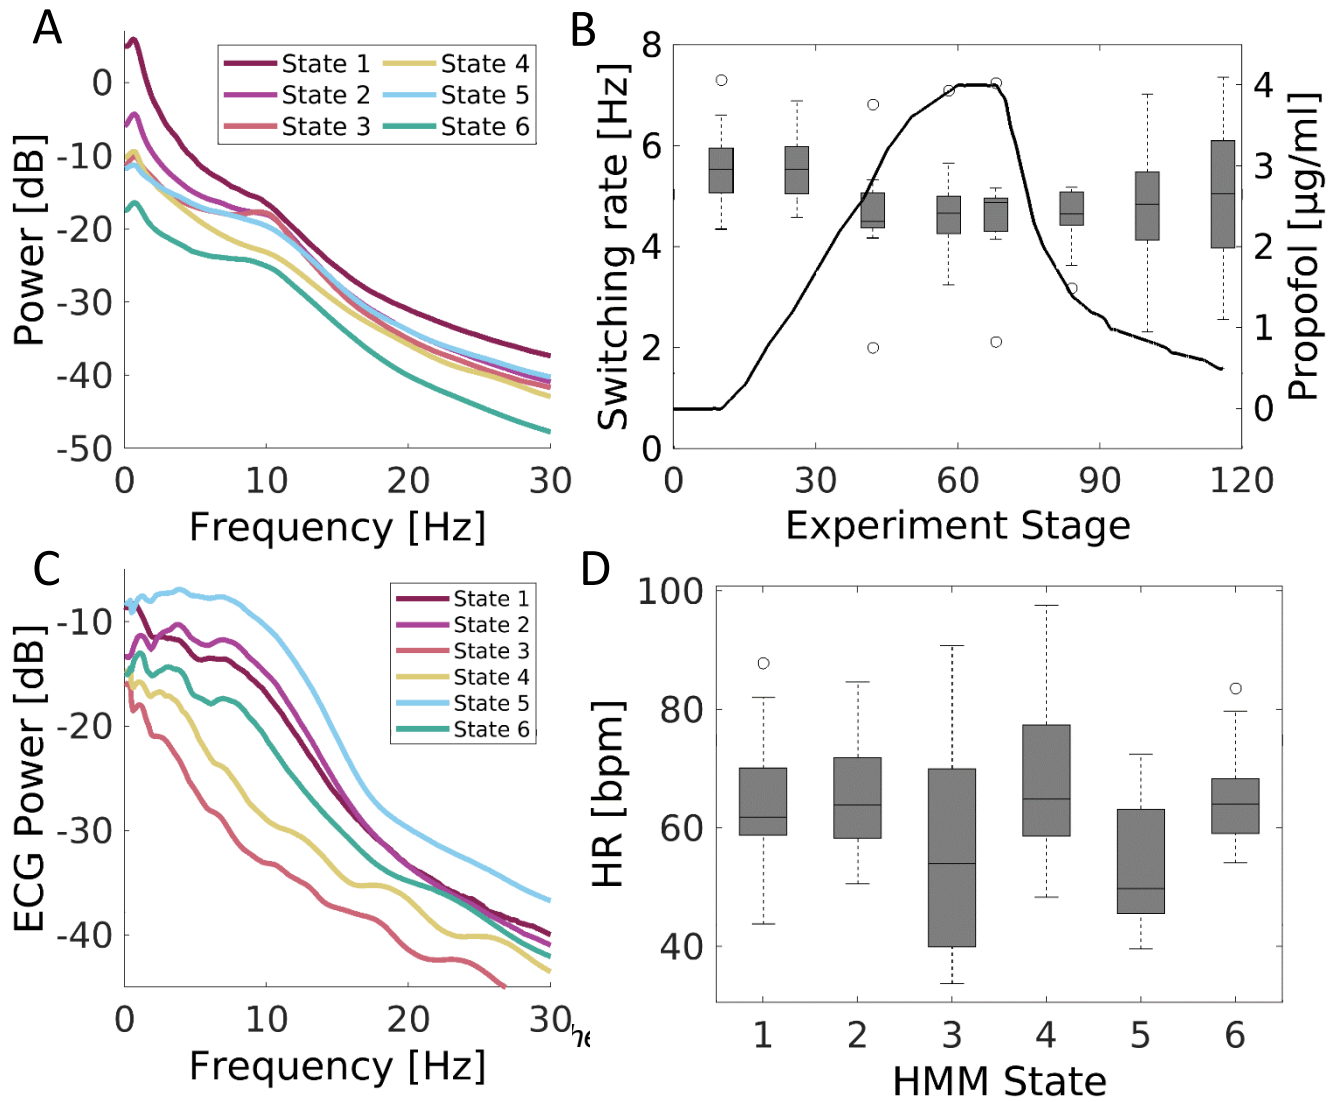 A
Power [dB]
0
-10
-20
-30
-40
-50
State 1
State 2
State 3
State 4
State 5
State 6
0 10 20 30
Frequency [Hz]
B
Switching rate [Hz]
8
6
4
2
0
4
3
2
1
0
Propofol [µg/ml]
0 30 60 90 120
Experiment Stage
C
ECG Power [dB]
-10
-20
-30
-40
State 1
State 2
State 3
State 4
State 5
State 6
0 10 20 30
Frequency [Hz]
D
HR [bpm]
100
80
60
40
1 2 3 4 5 6
HMM State